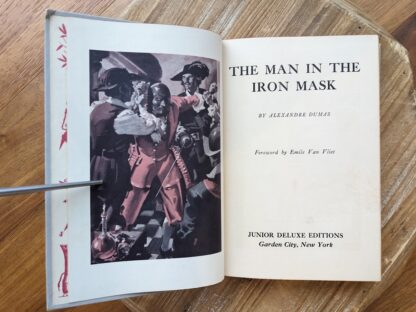 THE MAN IN THE
IRON MASK
BY ALEXANDRE DUMAS
Foreword by Emile Van Vliet
JUNIOR DELUXE EDITIONS
Garden City, New York